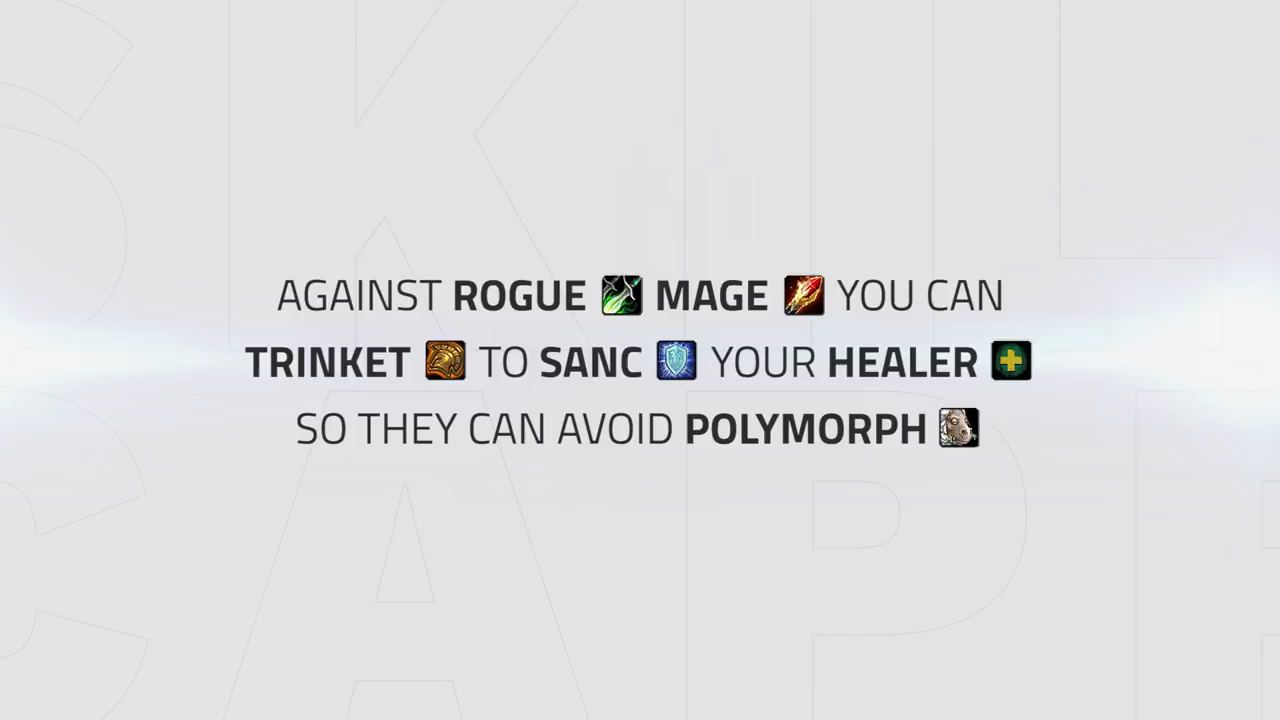 AGAINST ROGUE MAGE YOU CAN
TRINKET TO SANC YOUR HEALER
SO THEY CAN AVOID POLYMORPH